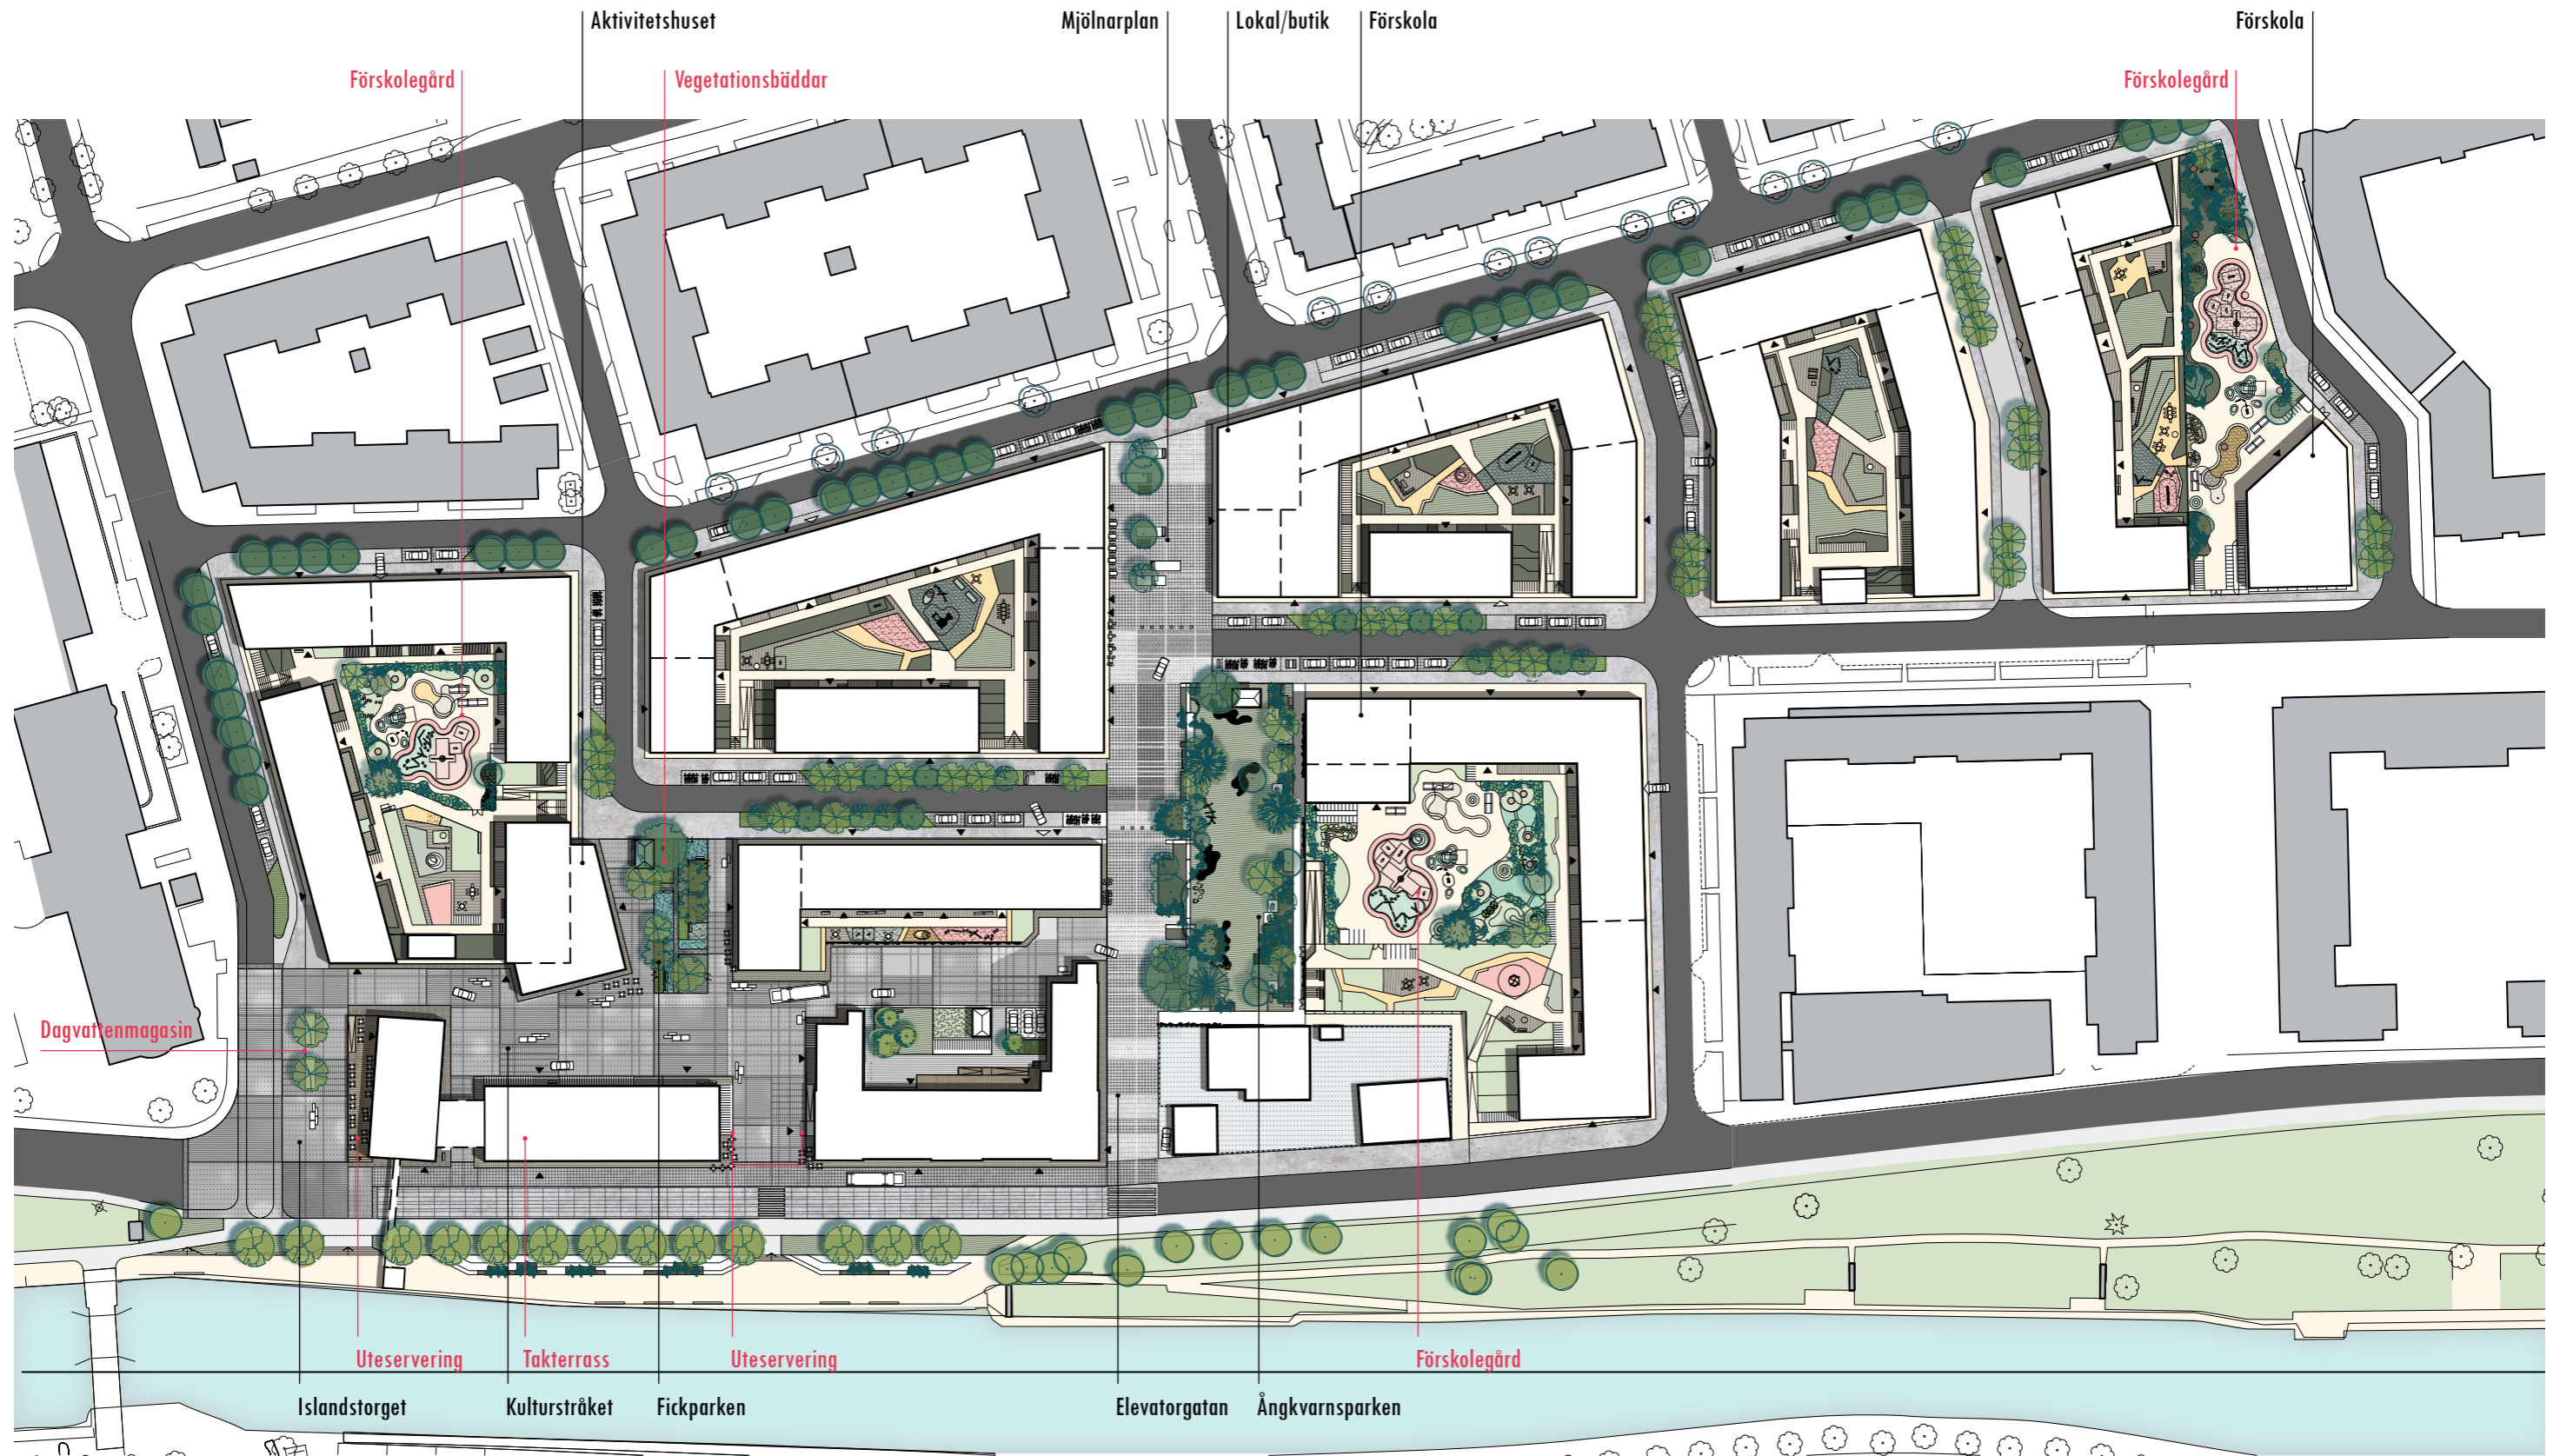 Aktivitetshuset
Mjölnarplan
Lokal/butik
Förskola
Förskola
Förskolegård
Vegetationsbäddar
Förskolegård
Dagvattenmagasin
Uteservering
Takterrass
Uteservering
Förskolegård
Islandstorget
Kulturstråket
Fickparken
Elevatorgatan
Ångkvarnsparken